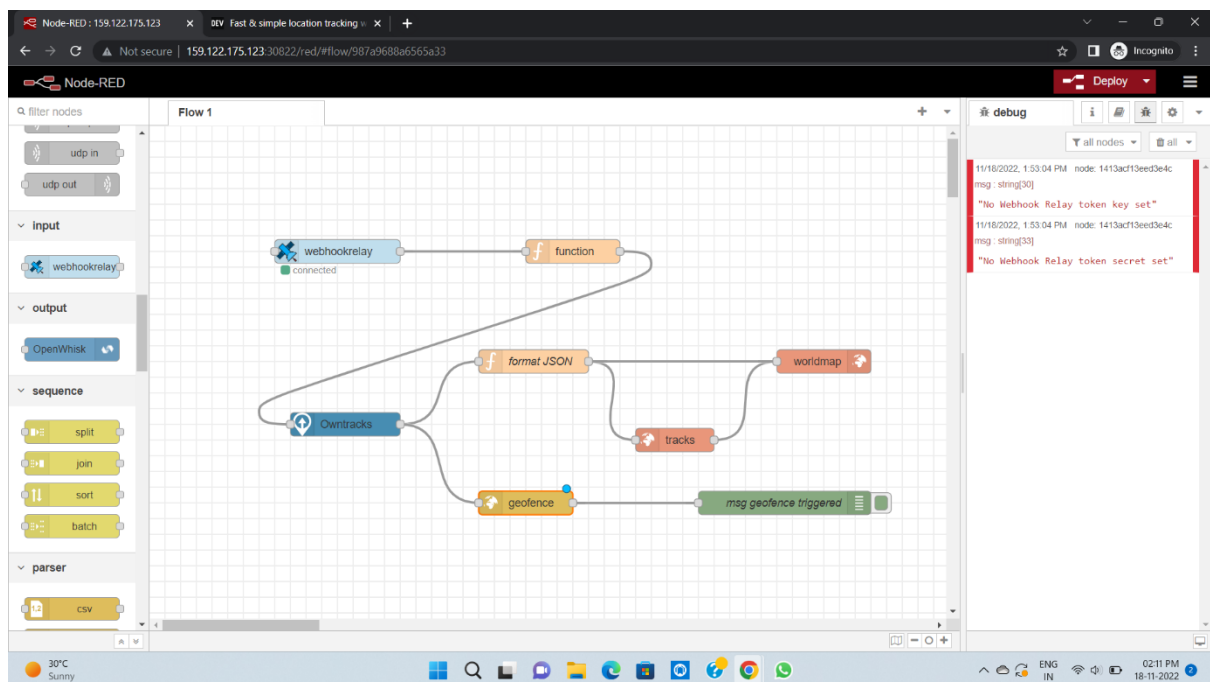 Node-RED : 159.122.175.123
DEV Fast & simple location tracking w
Not secure | 159.122.175.123:30822/red/#flow/987a9688a6565a33
Incognito
Node-RED
Deploy
filter nodes
Flow 1
debug
i
all nodes
all
udp in
udp out
input
webhookrelay
output
OpenWhisk
sequence
split
join
sort
batch
parser
1,2
csv
webhookrelay
connected
f
function
f
format JSON
worldmap
Owntracks
tracks
geofence
msg geofence triggered
11/18/2022, 1:53:04 PM node: 1413acf13eed3e4c
msg : string[30]
"No Webhook Relay token key set"
11/18/2022, 1:53:04 PM node: 1413acf13eed3e4c
msg : string[33]
"No Webhook Relay token secret set"
30°C
Sunny
ENG
IN
02:11 PM
18-11-2022
2